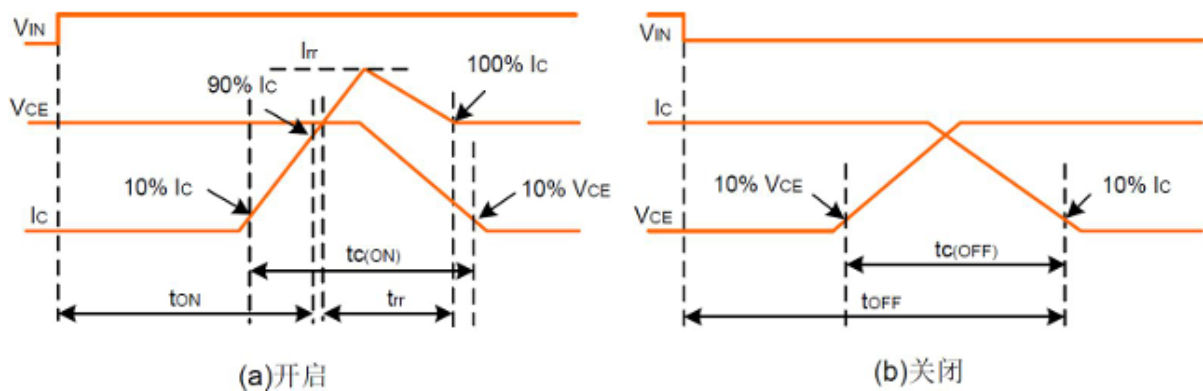 VIN
Irr
90% IC
100% IC
VCE
10% IC
10% VCE
IC
tC(ON)
tON
trr
(a)开启
VIN
IC
10% VCE
10% IC
VCE
tC(OFF)
tOFF
(b)关闭